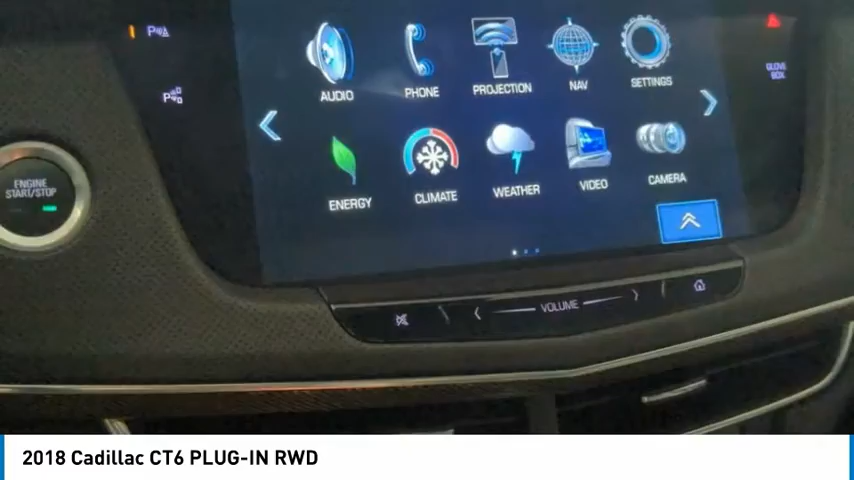 AUDIO PHONE PROJECTION NAV SETTINGS
GLOVE
BOX
ENERGY CLIMATE WEATHER VIDEO CAMERA
ENGINE
START/STOP
VOLUME
2018 Cadillac CT6 PLUG-IN RWD